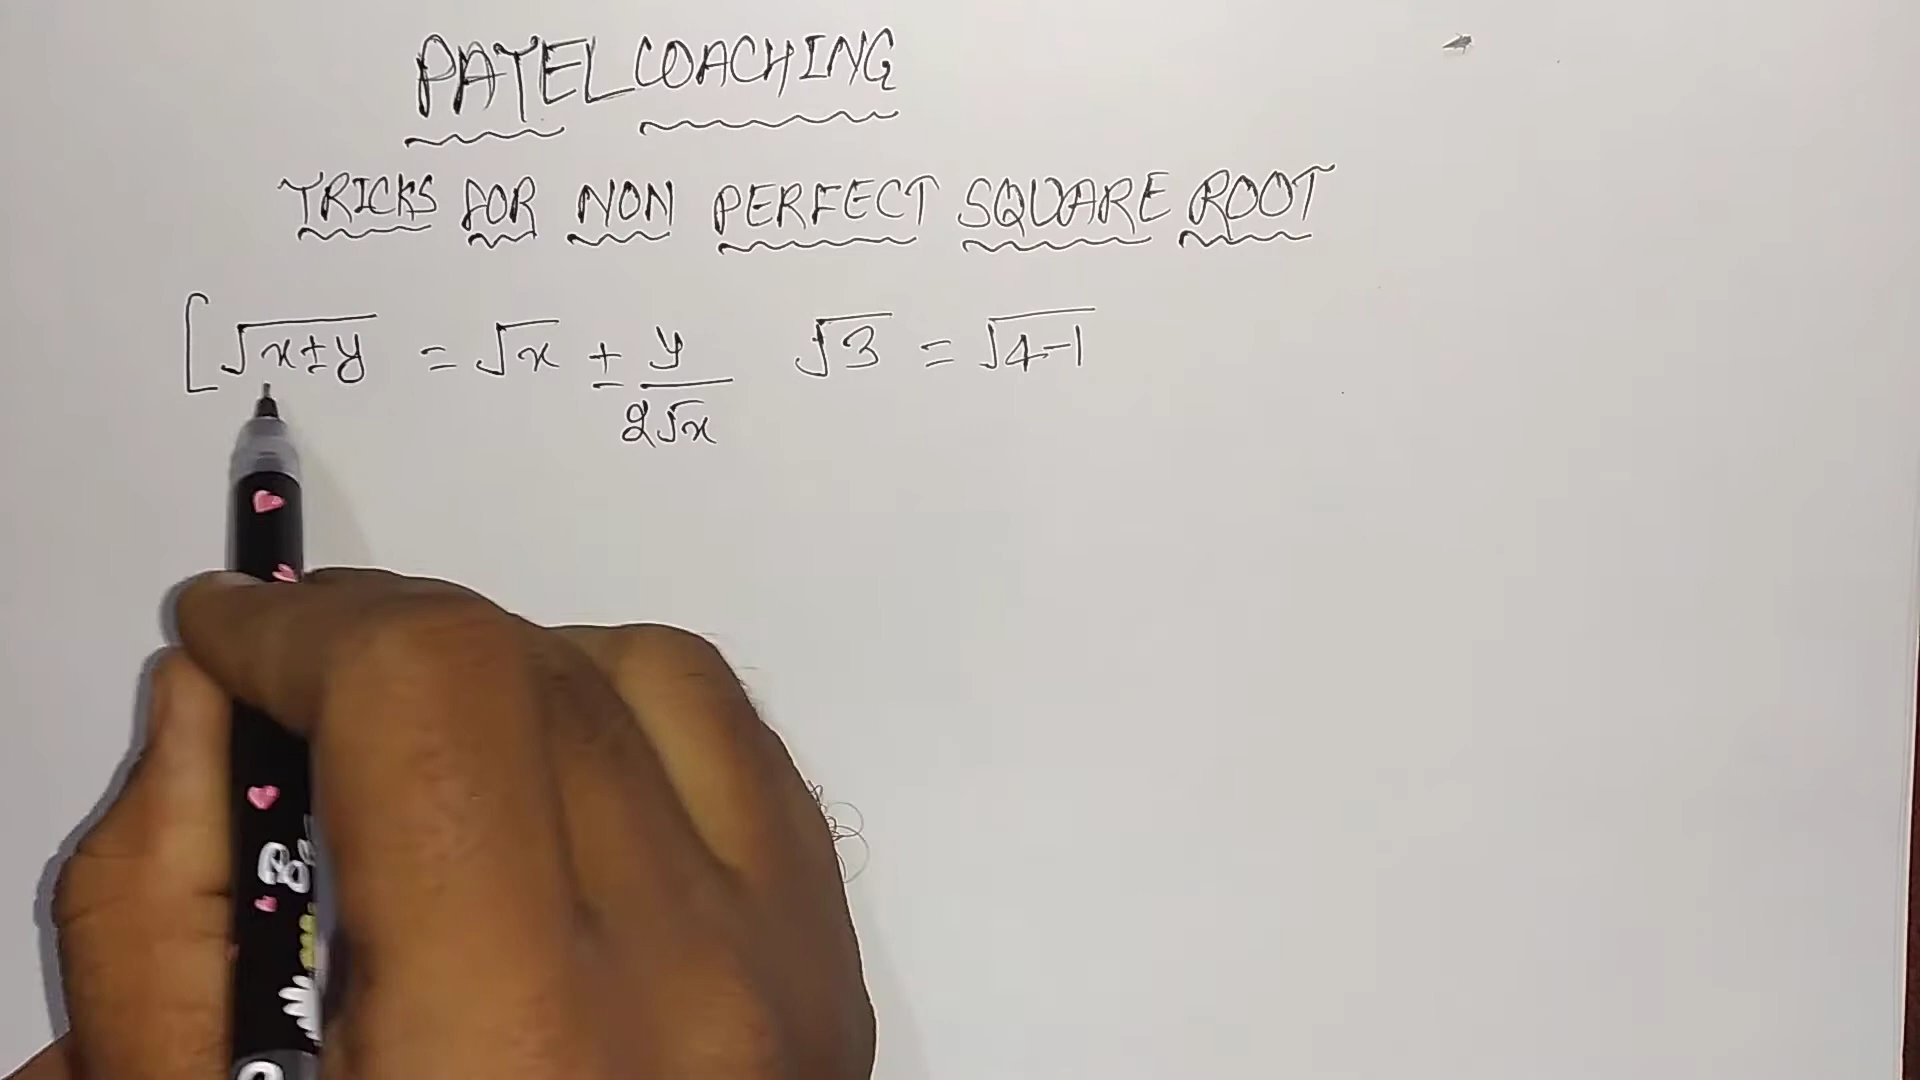 PATEL COACHING
TRICKS FOR NON PERFECT SQUARE ROOT
[√x±y = √x ± y/2√x √3 = √4-1